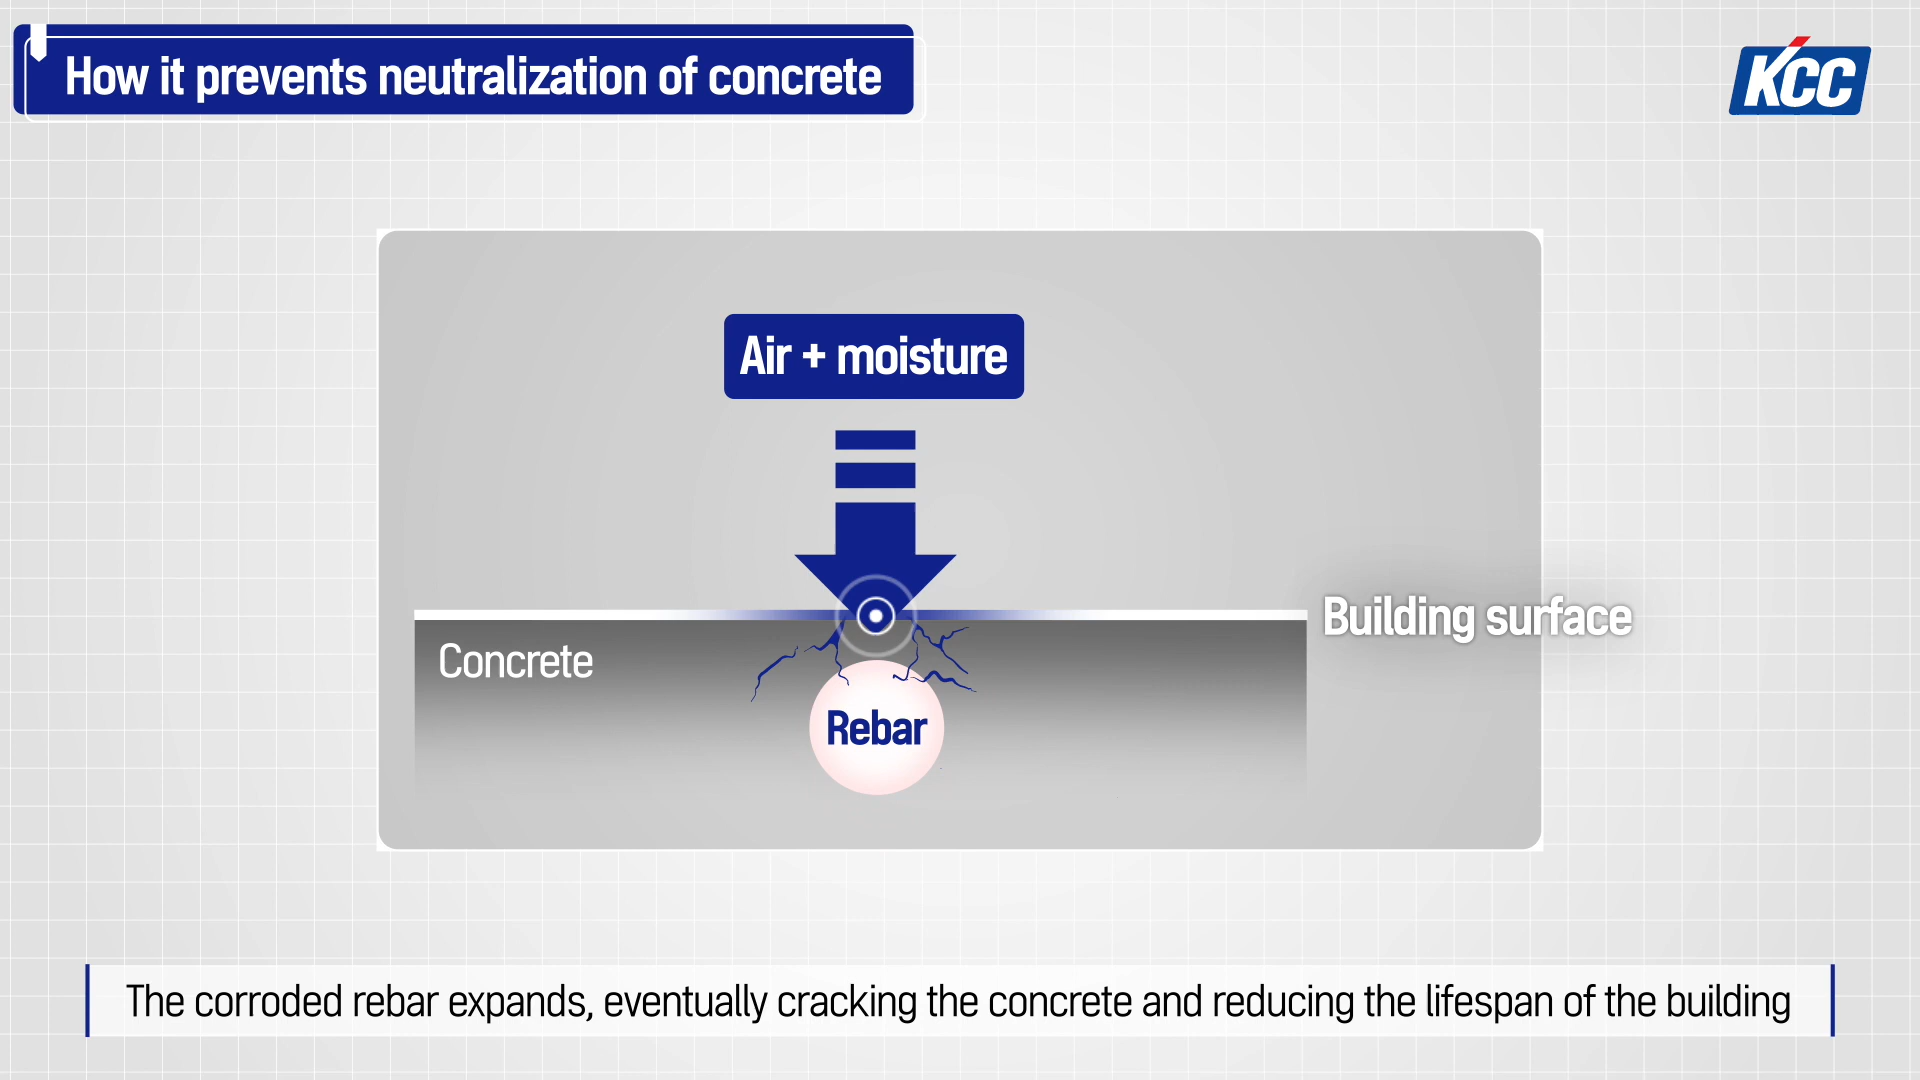 How it prevents neutralization of concrete
KCC
Air + moisture
Building surface
Concrete
Rebar
The corroded rebar expands, eventually cracking the concrete and reducing the lifespan of the building